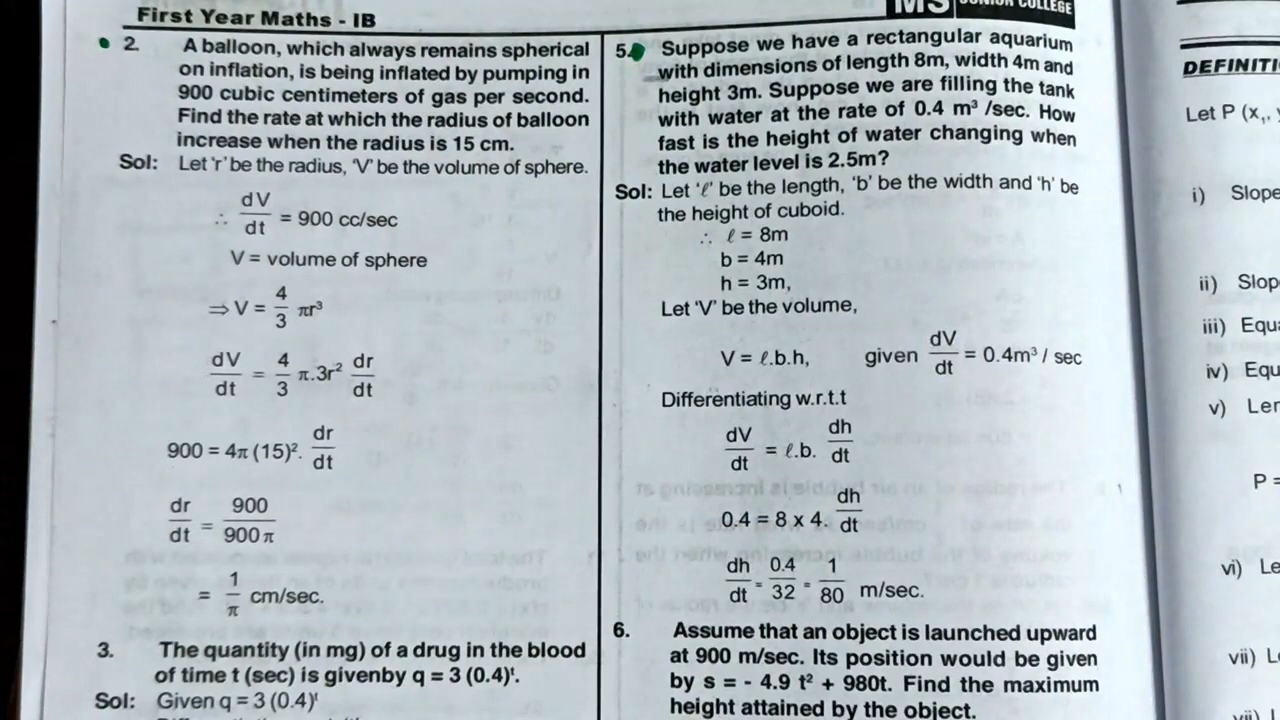 First Year Maths - IB
MS JUNIOR COLLEGE
2. A balloon, which always remains spherical
on inflation, is being inflated by pumping in
900 cubic centimeters of gas per second.
Find the rate at which the radius of balloon
increase when the radius is 15 cm.
Sol: Let 'r' be the radius, 'V' be the volume of sphere.
∴ dV/dt = 900 cc/sec
V = volume of sphere
⇒ V = 4/3 πr³
dV/dt = 4/3 π.3r² dr/dt
900 = 4π (15)². dr/dt
dr/dt = 900/900 π
= 1/π cm/sec.
3. The quantity (in mg) of a drug in the blood
of time t (sec) is givenby q = 3 (0.4)ᵗ.
Sol: Given q = 3 (0.4)ᵗ
5. Suppose we have a rectangular aquarium
with dimensions of length 8m, width 4m and
height 3m. Suppose we are filling the tank
with water at the rate of 0.4 m³ /sec. How
fast is the height of water changing when
the water level is 2.5m?
Sol: Let 'ℓ' be the length, 'b' be the width and 'h' be
the height of cuboid.
∴ ℓ = 8m
b = 4m
h = 3m,
Let 'V' be the volume,
V = ℓ.b.h, given dV/dt = 0.4m³ / sec
Differentiating w.r.t.t
dV/dt = ℓ.b. dh/dt
0.4 = 8 x 4. dh/dt
dh/dt = 0.4/32 = 1/80 m/sec.
6. Assume that an object is launched upward
at 900 m/sec. Its position would be given
by s = - 4.9 t² + 980t. Find the maximum
height attained by the object.
DEFINITI
Let P (x₁,
i) Slope
ii) Slop
iii) Equa
iv) Equ
v) Ler
P =
vi) Le
vii) L